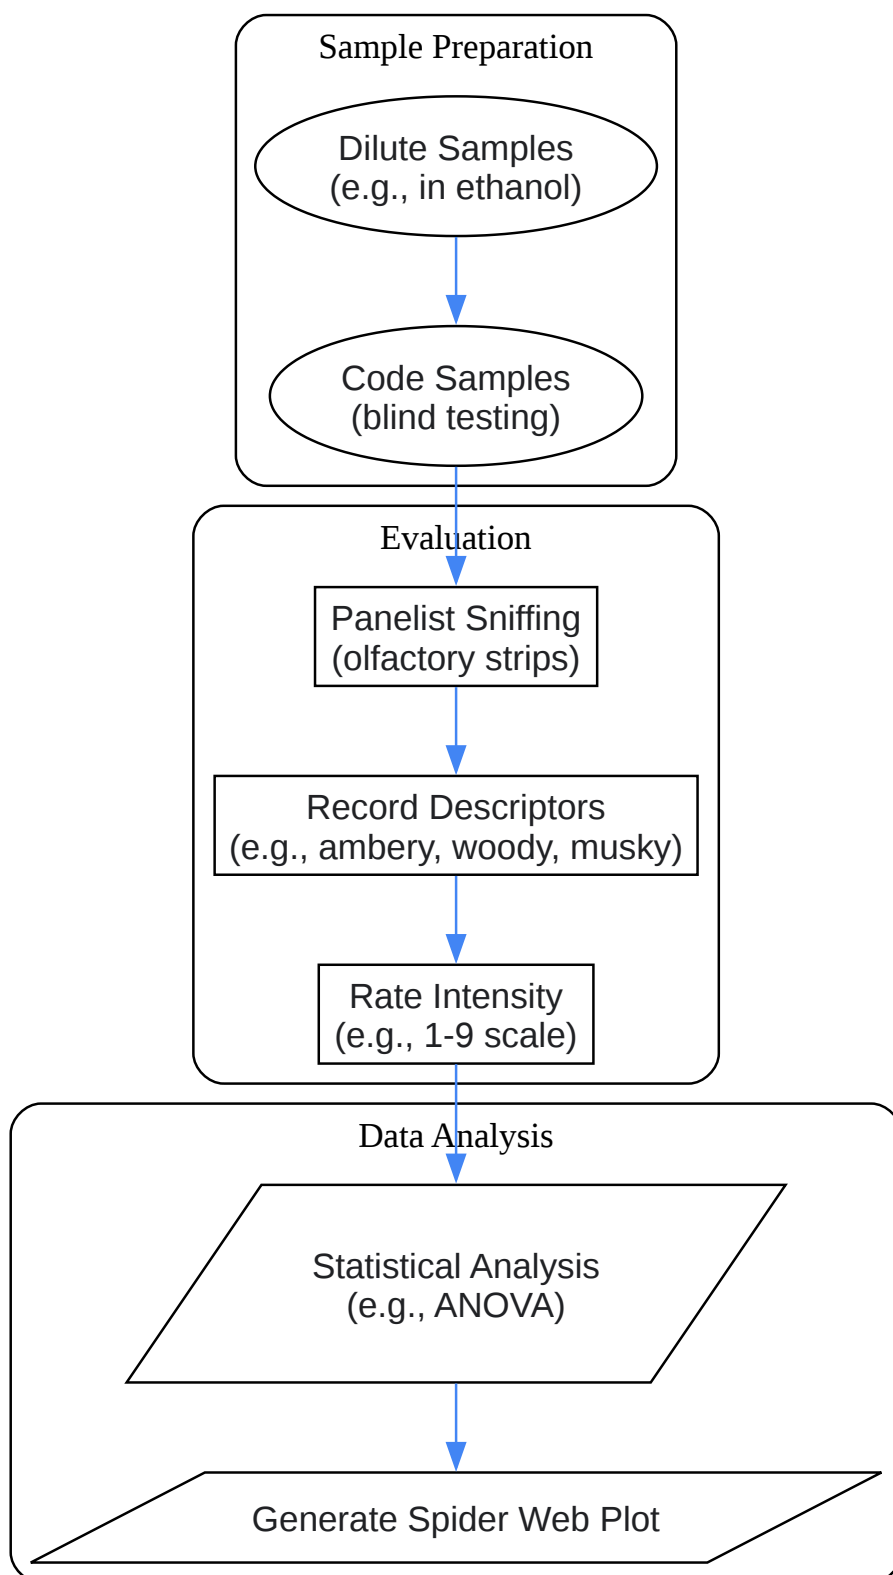 Sample Preparation
Dilute Samples
(e.g., in ethanol)
Code Samples
(blind testing)
Evaluation
Panelist Sniffing
(olfactory strips)
Record Descriptors
(e.g., ambery, woody, musky)
Rate Intensity
(e.g., 1-9 scale)
Data Analysis
Statistical Analysis
(e.g., ANOVA)
Generate Spider Web Plot